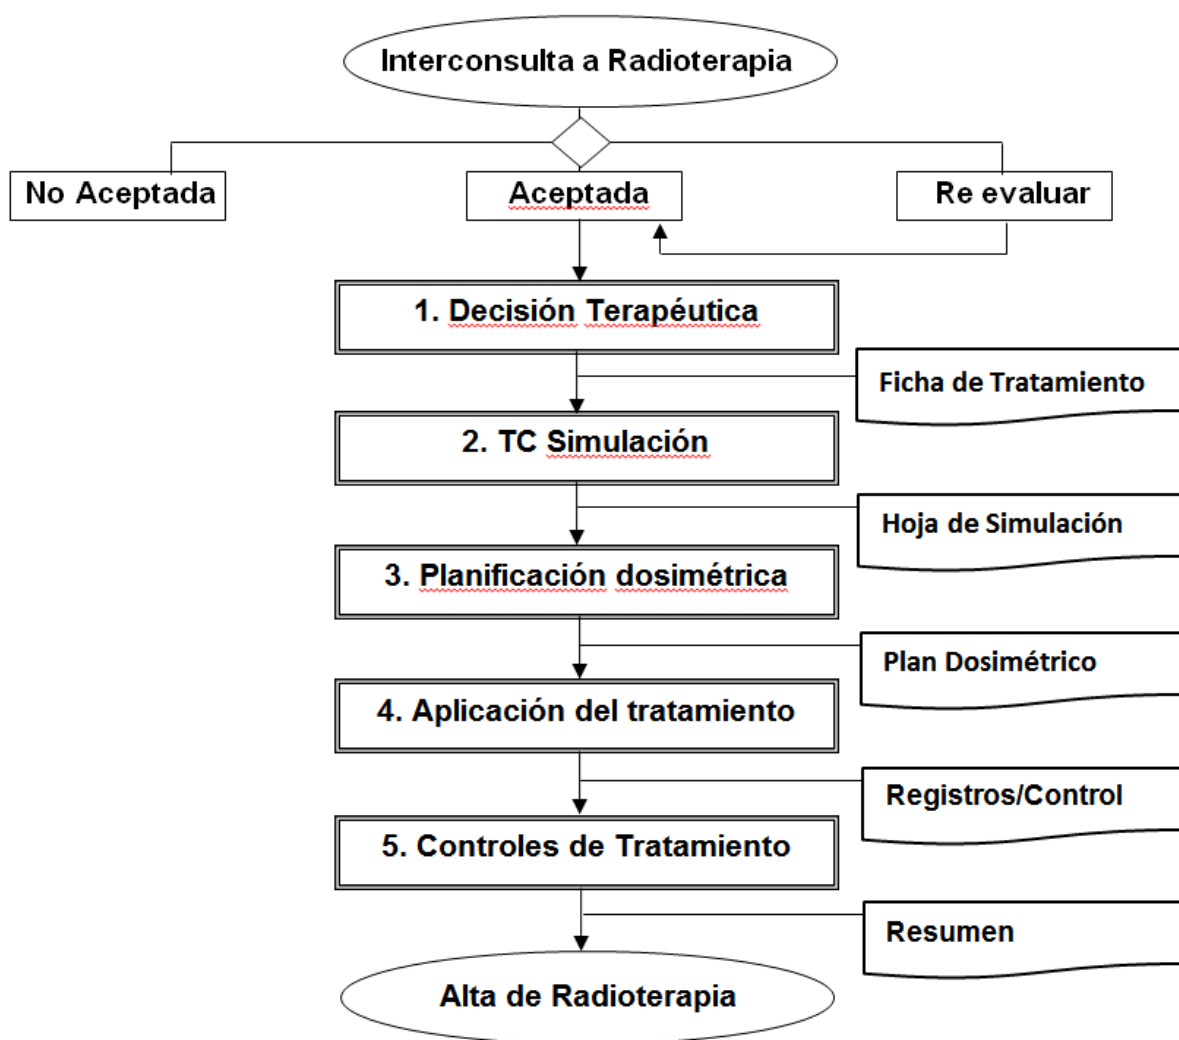 Interconsulta a Radioterapia
No Aceptada
Aceptada
Re evaluar
1. Decisión Terapéutica
Ficha de Tratamiento
2. TC Simulación
Hoja de Simulación
3. Planificación dosimétrica
Plan Dosimétrico
4. Aplicación del tratamiento
Registros/Control
5. Controles de Tratamiento
Resumen
Alta de Radioterapia